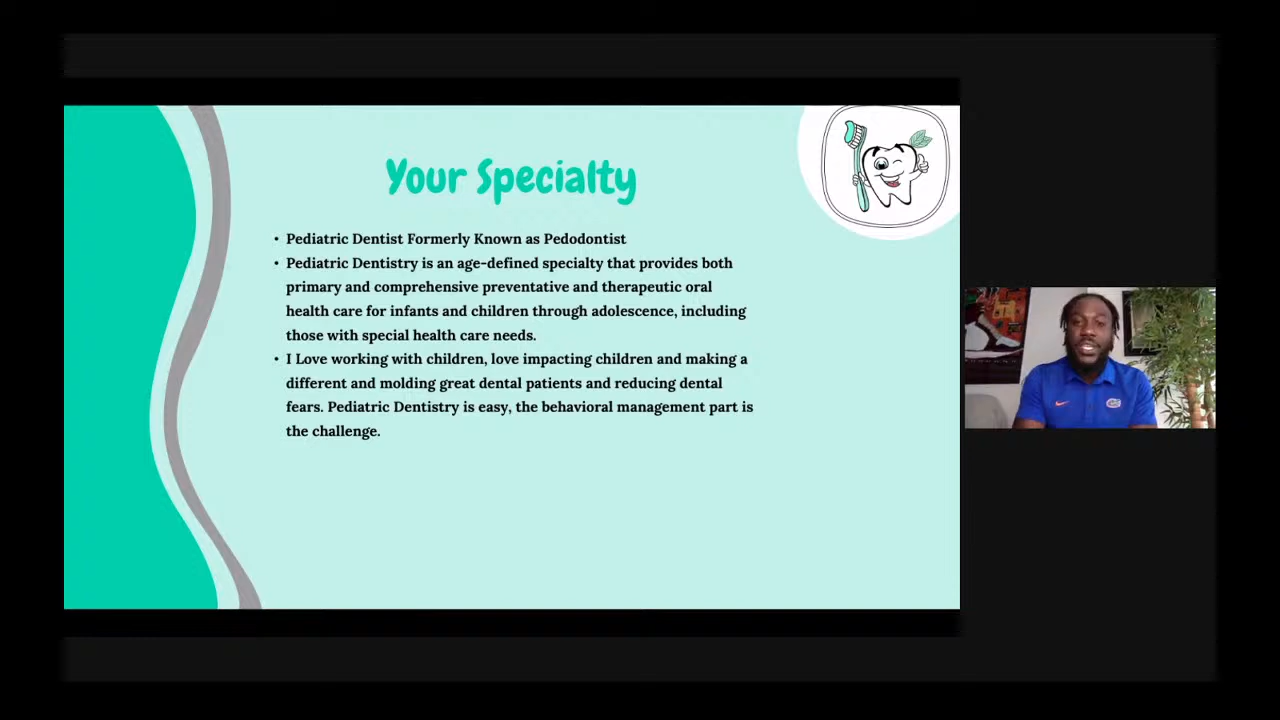 Your Specialty
• Pediatric Dentist Formerly Known as Pedodontist
• Pediatric Dentistry is an age-defined specialty that provides both
primary and comprehensive preventative and therapeutic oral
health care for infants and children through adolescence, including
those with special health care needs.
• I Love working with children, love impacting children and making a
different and molding great dental patients and reducing dental
fears. Pediatric Dentistry is easy, the behavioral management part is
the challenge.